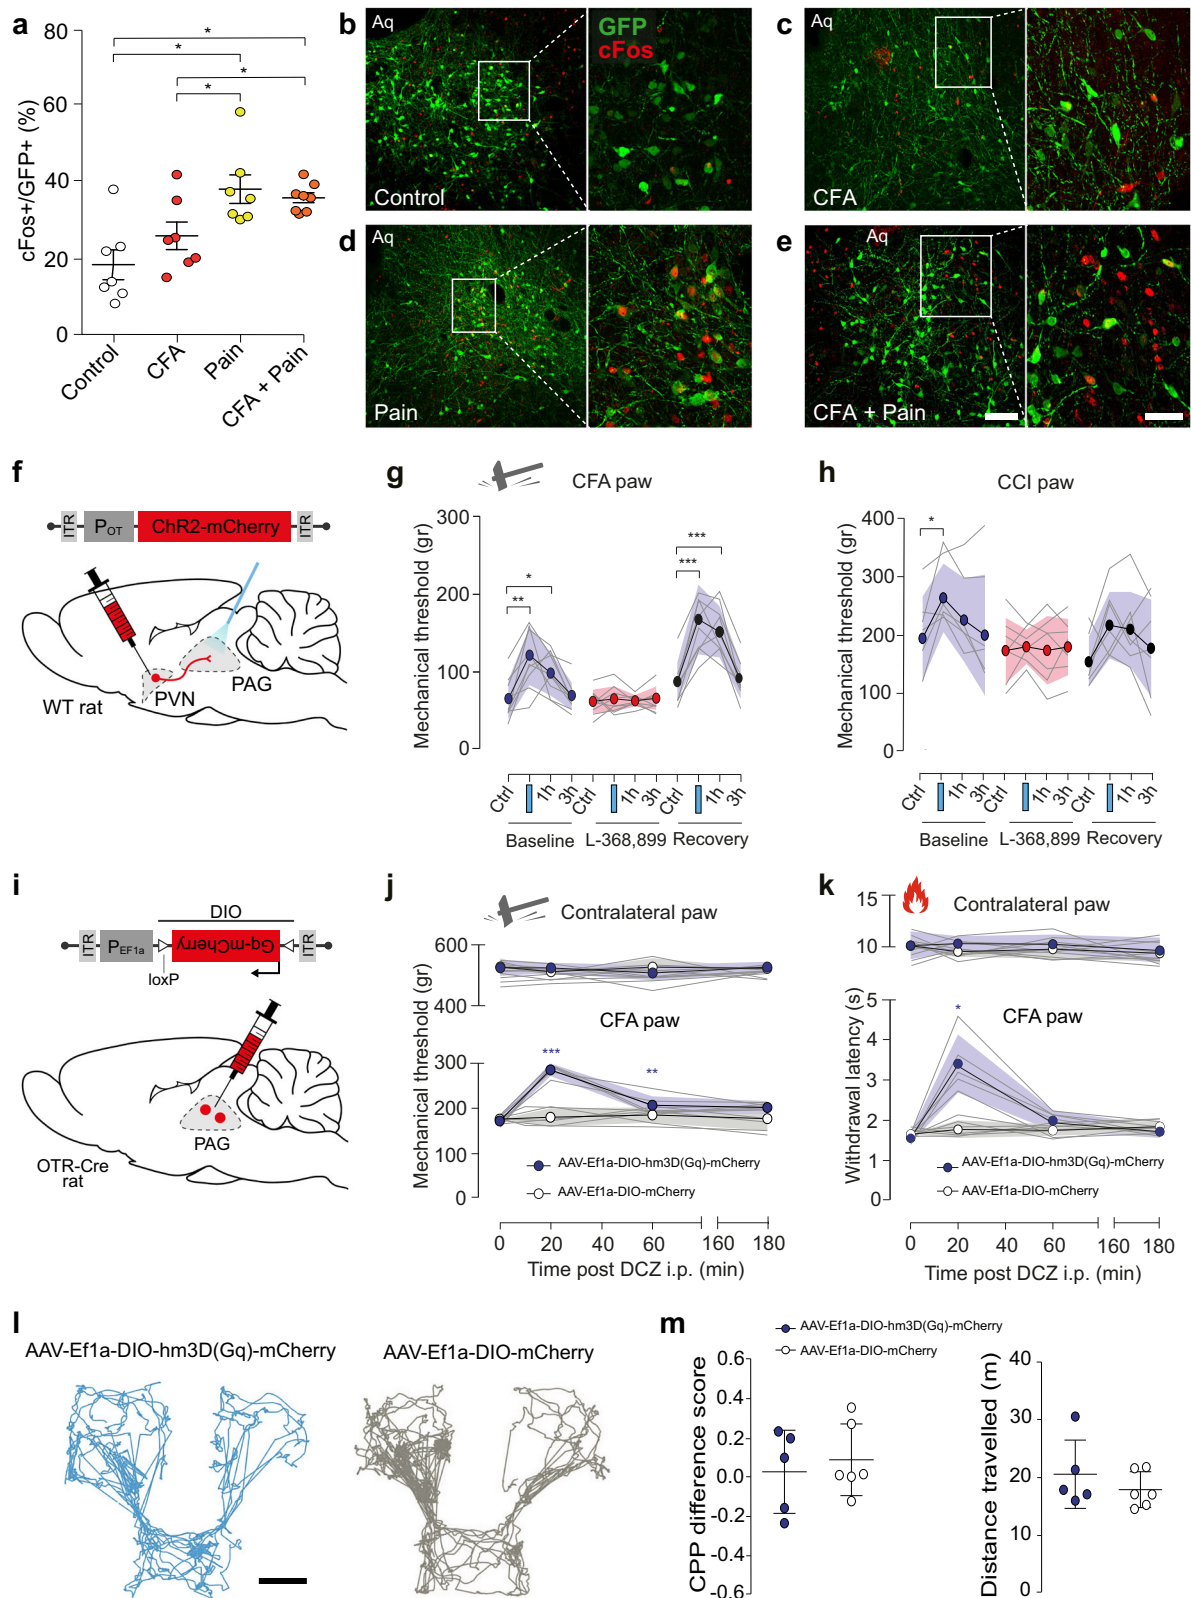 a
80
60
40
20
0
cFos+/GFP+ (%)
*
*
*
*
Control
CFA
Pain
CFA + Pain
b
Aq
GFP
cFos
Control
c
Aq
CFA
d
Aq
Pain
e
Aq
CFA + Pain
f
ITR
POT
ChR2-mCherry
ITR
PVN
PAG
WT rat
g
CFA paw
Mechanical threshold (gr)
300
200
100
0
**
*
***
***
Ctrl
1h
3h
Ctrl
1h
3h
Ctrl
1h
3h
Baseline
L-368,899
Recovery
h
CCI paw
Mechanical threshold (gr)
400
300
200
100
0
*
Ctrl
1h
3h
Ctrl
1h
3h
Ctrl
1h
3h
Baseline
L-368,899
Recovery
i
DIO
ITR
PEF1a
Gq-mCherry
ITR
loxP
PAG
OTR-Cre
rat
j
Contralateral paw
600
400
CFA paw
Mechanical threshold (gr)
300
200
100
0
***
**
AAV-Ef1a-DIO-hm3D(Gq)-mCherry
AAV-Ef1a-DIO-mCherry
0
20
40
60
160
180
Time post DCZ i.p. (min)
k
Contralateral paw
15
10
CFA paw
Withdrawal latency (s)
5
4
3
2
1
0
*
AAV-Ef1a-DIO-hm3D(Gq)-mCherry
AAV-Ef1a-DIO-mCherry
0
20
40
60
160
180
Time post DCZ i.p. (min)
l
AAV-Ef1a-DIO-hm3D(Gq)-mCherry
AAV-Ef1a-DIO-mCherry
m
AAV-Ef1a-DIO-hm3D(Gq)-mCherry
AAV-Ef1a-DIO-mCherry
CPP difference score
0.6
0.4
0.2
0.0
-0.2
-0.4
-0.6
Distance travelled (m)
40
30
20
10
0